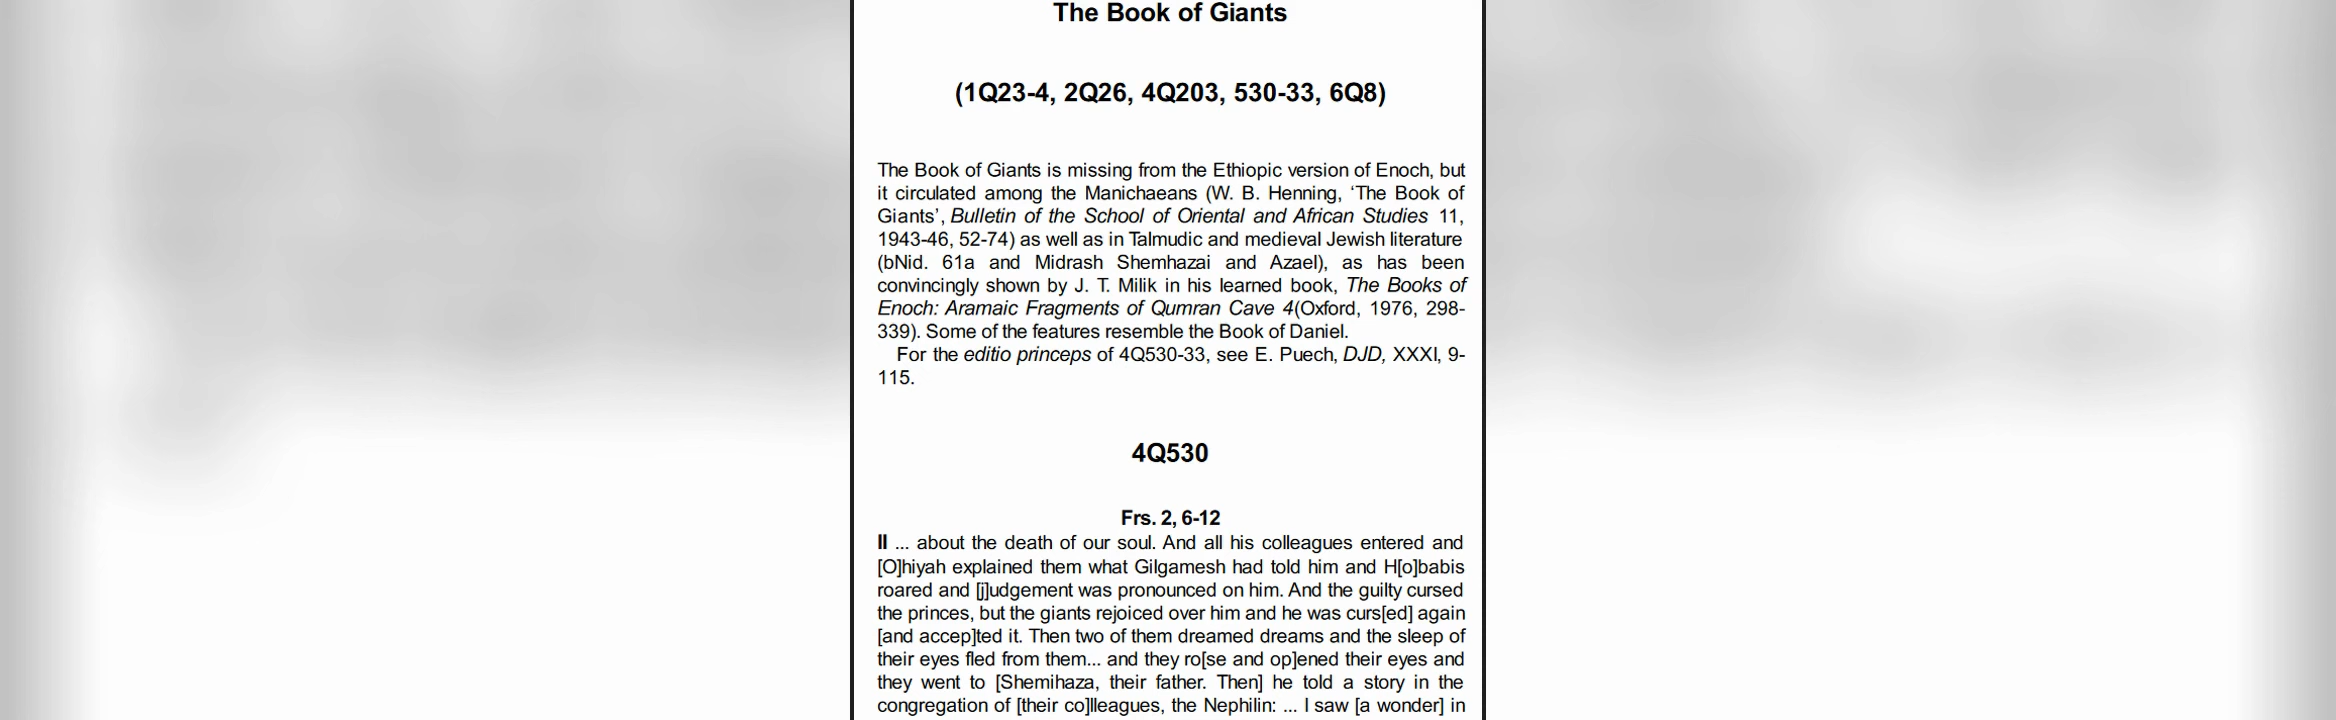 The Book of Giants
(1Q23-4, 2Q26, 4Q203, 530-33, 6Q8)
The Book of Giants is missing from the Ethiopic version of Enoch, but
it circulated among the Manichaeans (W. B. Henning, ‘The Book of
Giants’, Bulletin of the School of Oriental and African Studies 11,
1943-46, 52-74) as well as in Talmudic and medieval Jewish literature
(bNid. 61a and Midrash Shemhazai and Azael), as has been
convincingly shown by J. T. Milik in his learned book, The Books of
Enoch: Aramaic Fragments of Qumran Cave 4(Oxford, 1976, 298-
339). Some of the features resemble the Book of Daniel.
For the editio princeps of 4Q530-33, see E. Puech, DJD, XXXI, 9-
115.
4Q530
Frs. 2, 6-12
II ... about the death of our soul. And all his colleagues entered and
[O]hiyah explained them what Gilgamesh had told him and H[o]babis
roared and [j]udgement was pronounced on him. And the guilty cursed
the princes, but the giants rejoiced over him and he was curs[ed] again
[and accep]ted it. Then two of them dreamed dreams and the sleep of
their eyes fled from them... and they ro[se and op]ened their eyes and
they went to [Shemihaza, their father. Then] he told a story in the
congregation of [their co]lleagues, the Nephilin: ... I saw [a wonder] in